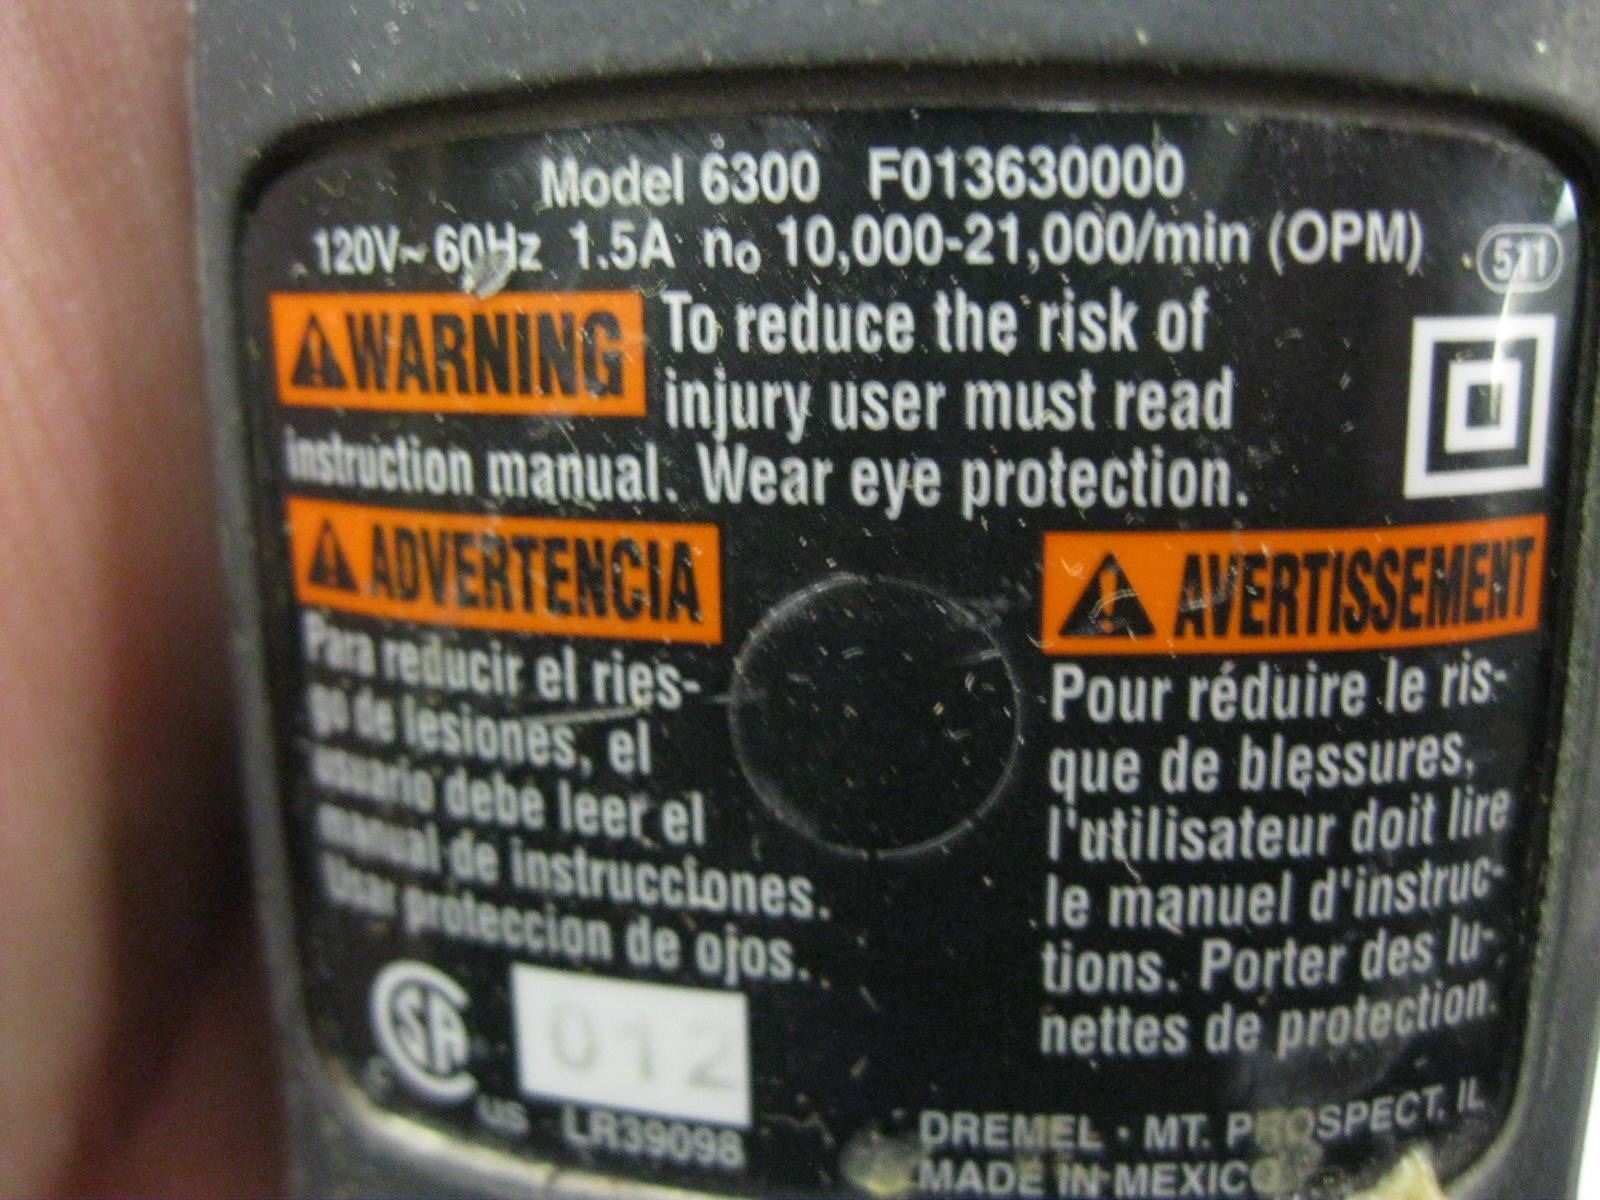 Model 6300 F013630000
120V~ 60Hz 1.5A n₀ 10,000-21,000/min (OPM)
511
WARNING To reduce the risk of
injury user must read
instruction manual. Wear eye protection.
ADVERTENCIA
Para reducir el ries-
go de lesiones, el
usuario debe leer el
manual de instrucciones.
Usar proteccion de ojos.
AVERTISSEMENT
Pour réduire le ris-
que de blessures,
l'utilisateur doit lire
le manuel d'instruc-
tions. Porter des lu-
nettes de protection.
CSA
C US
012
LR39098
DREMEL · MT. PROSPECT, IL
MADE IN MEXICO